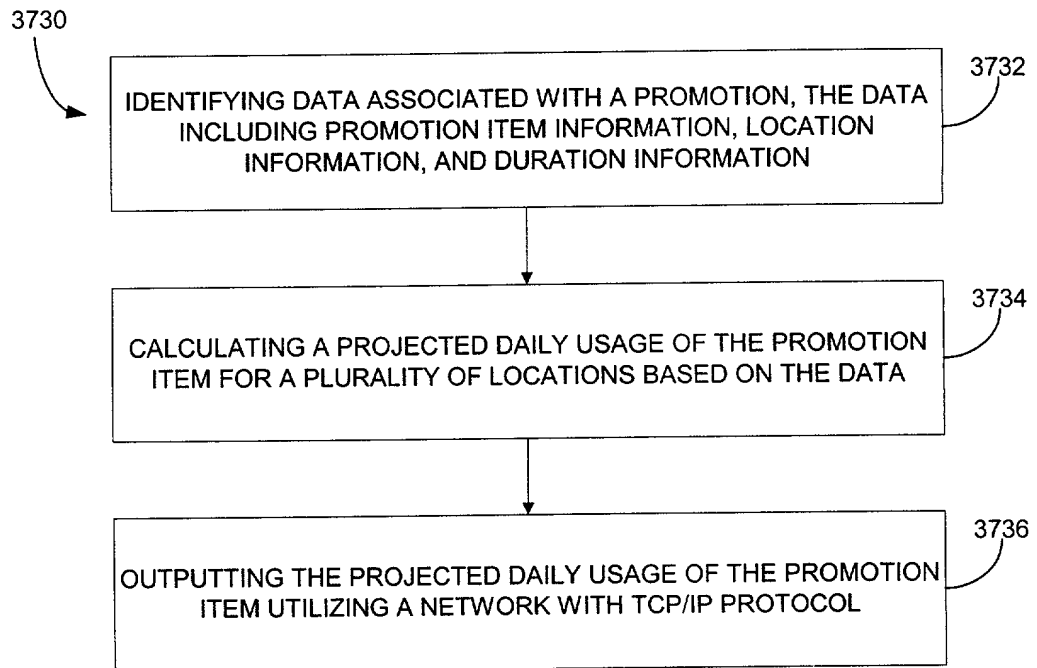 3730
3732
IDENTIFYING DATA ASSOCIATED WITH A PROMOTION, THE DATA
INCLUDING PROMOTION ITEM INFORMATION, LOCATION
INFORMATION, AND DURATION INFORMATION
3734
CALCULATING A PROJECTED DAILY USAGE OF THE PROMOTION
ITEM FOR A PLURALITY OF LOCATIONS BASED ON THE DATA
3736
OUTPUTTING THE PROJECTED DAILY USAGE OF THE PROMOTION
ITEM UTILIZING A NETWORK WITH TCP/IP PROTOCOL